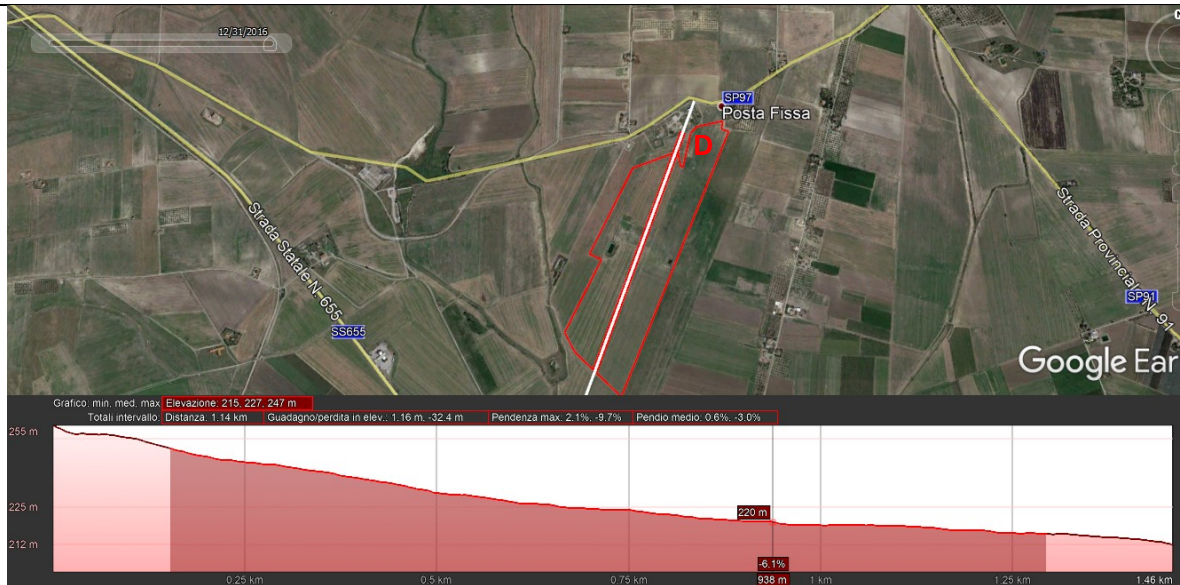 12/31/2016
SP97
Posta Fissa
D
Strada Statale N. 655
SS655
Strada Provinciale N. 91
SP91
Google Ear
Grafico: min. med. max Elevazione: 215, 227, 247 m
Totali intervallo: Distanza: 1.14 km Guadagno/perdita in elev.: 1.16 m, -32.4 m Pendenza max: 2.1%, -9.7% Pendio medio: 0.6%, -3.0%
255 m
225 m
212 m
220 m
-6.1%
0.25 km 0.5 km 0.75 km 938 m 1 km 1.25 km 1.46 km